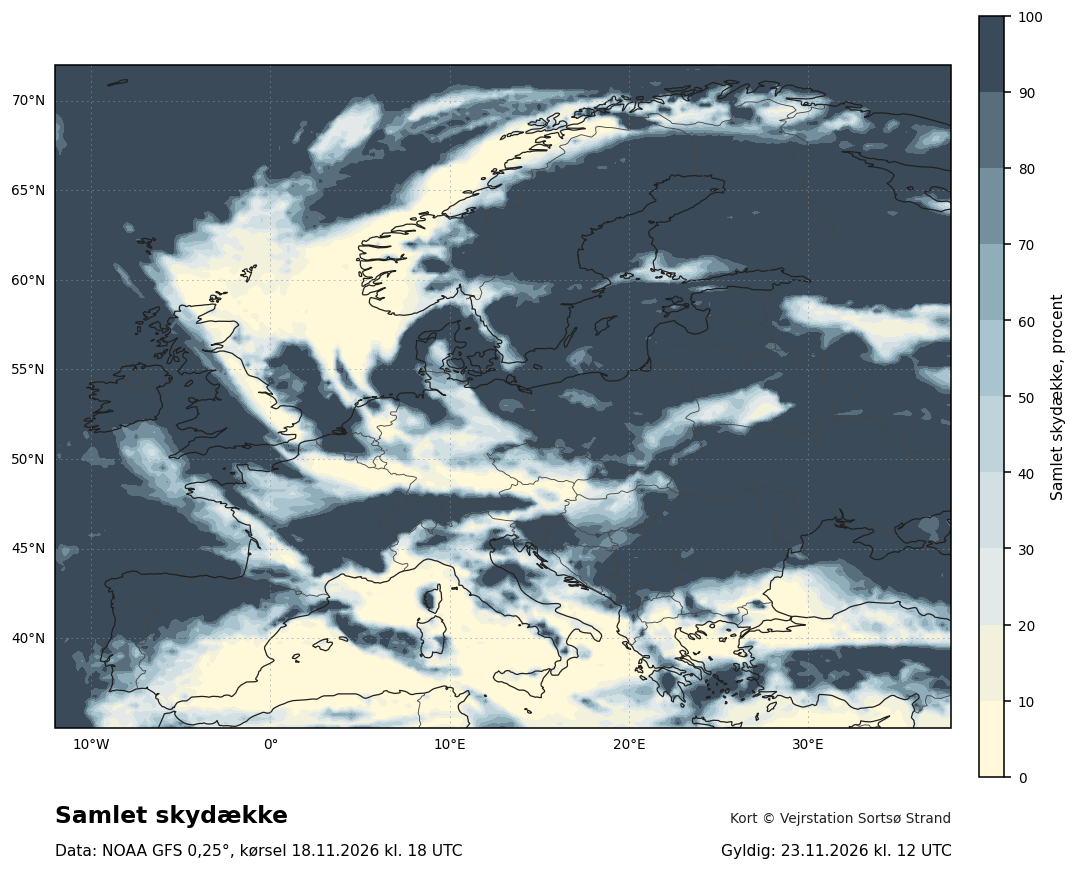 100
90
80
70
60
50
40
30
20
10
0
Samlet skydække, procent
70°N
65°N
60°N
55°N
50°N
45°N
40°N
10°W
0°
10°E
20°E
30°E
Samlet skydække
Kort © Vejrstation Sortsø Strand
Data: NOAA GFS 0,25°, kørsel 18.11.2026 kl. 18 UTC
Gyldig: 23.11.2026 kl. 12 UTC